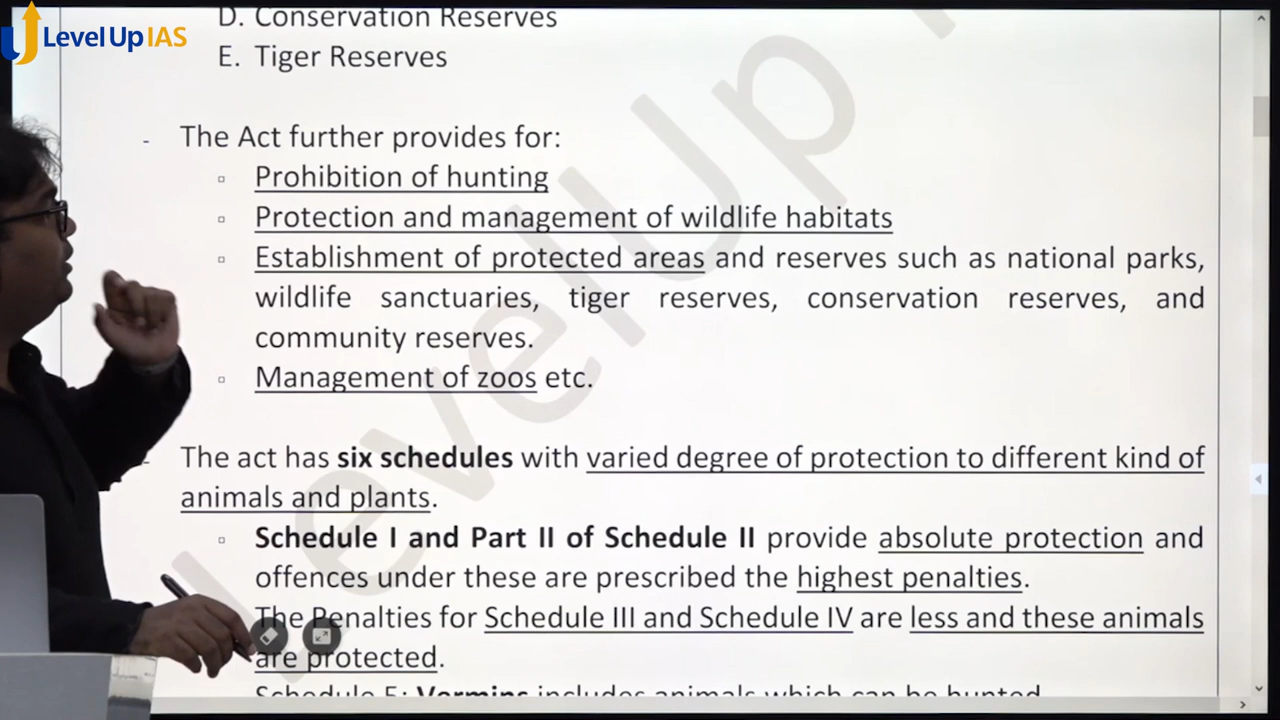 D. Conservation Reserves
LevelUp IAS
E. Tiger Reserves
- The Act further provides for:
▫ Prohibition of hunting
▫ Protection and management of wildlife habitats
▫ Establishment of protected areas and reserves such as national parks,
wildlife sanctuaries, tiger reserves, conservation reserves, and
community reserves.
▫ Management of zoos etc.
- The act has six schedules with varied degree of protection to different kind of
animals and plants.
▫ Schedule I and Part II of Schedule II provide absolute protection and
offences under these are prescribed the highest penalties.
The Penalties for Schedule III and Schedule IV are less and these animals
are protected.
Schedule 5: Vermins includes animals which can be hunted
LevelUp